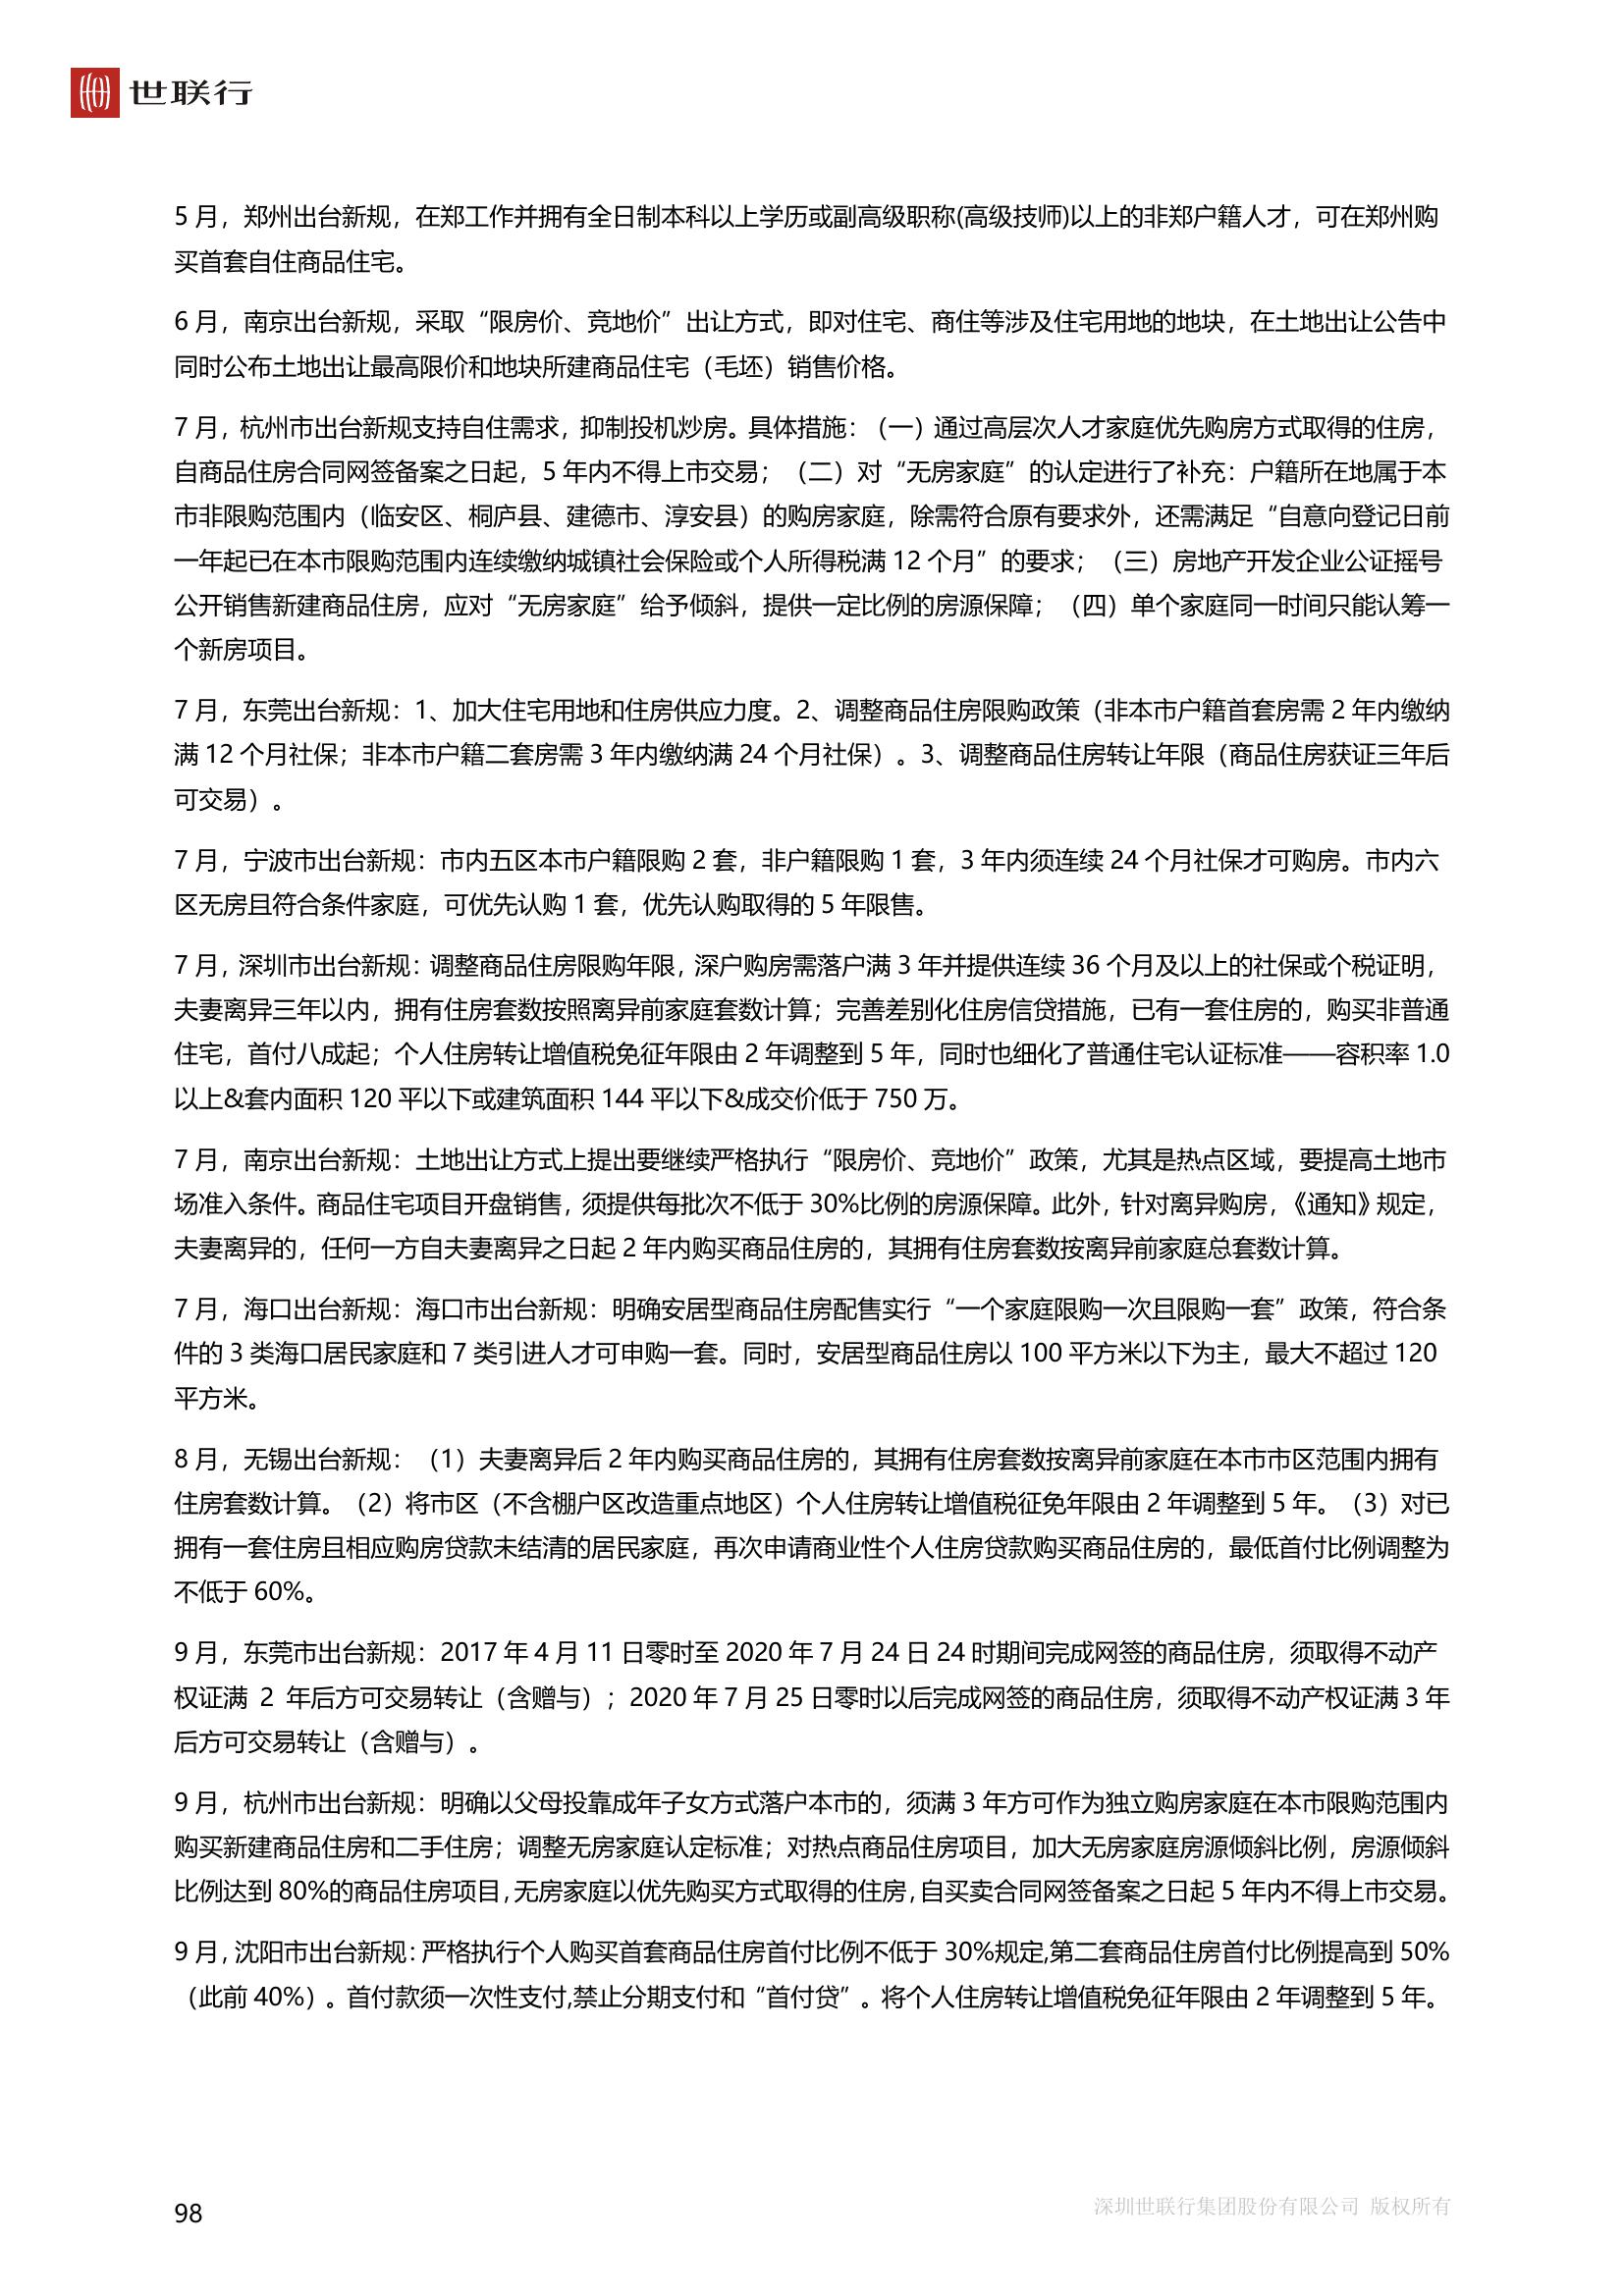 世联行
5 月，郑州出台新规，在郑工作并拥有全日制本科以上学历或副高级职称(高级技师)以上的非郑户籍人才，可在郑州购
买首套自住商品住宅。
6 月，南京出台新规，采取“限房价、竞地价”出让方式，即对住宅、商住等涉及住宅用地的地块，在土地出让公告中
同时公布土地出让最高限价和地块所建商品住宅（毛坯）销售价格。
7 月，杭州市出台新规支持自住需求，抑制投机炒房。具体措施：（一）通过高层次人才家庭优先购房方式取得的住房，
自商品住房合同网签备案之日起，5 年内不得上市交易；（二）对“无房家庭”的认定进行了补充：户籍所在地属于本
市非限购范围内（临安区、桐庐县、建德市、淳安县）的购房家庭，除需符合原有要求外，还需满足“自意向登记日前
一年起已在本市限购范围内连续缴纳城镇社会保险或个人所得税满 12 个月”的要求；（三）房地产开发企业公证摇号
公开销售新建商品住房，应对“无房家庭”给予倾斜，提供一定比例的房源保障；（四）单个家庭同一时间只能认筹一
个新房项目。
7 月，东莞出台新规：1、加大住宅用地和住房供应力度。2、调整商品住房限购政策（非本市户籍首套房需 2 年内缴纳
满 12 个月社保；非本市户籍二套房需 3 年内缴纳满 24 个月社保）。3、调整商品住房转让年限（商品住房获证三年后
可交易）。
7 月，宁波市出台新规：市内五区本市户籍限购 2 套，非户籍限购 1 套，3 年内须连续 24 个月社保才可购房。市内六
区无房且符合条件家庭，可优先认购 1 套，优先认购取得的 5 年限售。
7 月，深圳市出台新规：调整商品住房限购年限，深户购房需落户满 3 年并提供连续 36 个月及以上的社保或个税证明，
夫妻离异三年以内，拥有住房套数按照离异前家庭套数计算；完善差别化住房信贷措施，已有一套住房的，购买非普通
住宅，首付八成起；个人住房转让增值税免征年限由 2 年调整到 5 年，同时也细化了普通住宅认证标准——容积率 1.0
以上&套内面积 120 平以下或建筑面积 144 平以下&成交价低于 750 万。
7 月，南京出台新规：土地出让方式上提出要继续严格执行“限房价、竞地价”政策，尤其是热点区域，要提高土地市
场准入条件。商品住宅项目开盘销售，须提供每批次不低于 30%比例的房源保障。此外，针对离异购房，《通知》规定，
夫妻离异的，任何一方自夫妻离异之日起 2 年内购买商品住房的，其拥有住房套数按离异前家庭总套数计算。
7 月，海口出台新规：海口市出台新规：明确安居型商品住房配售实行“一个家庭限购一次且限购一套”政策，符合条
件的 3 类海口居民家庭和 7 类引进人才可申购一套。同时，安居型商品住房以 100 平方米以下为主，最大不超过 120
平方米。
8 月，无锡出台新规：（1）夫妻离异后 2 年内购买商品住房的，其拥有住房套数按离异前家庭在本市市区范围内拥有
住房套数计算。（2）将市区（不含棚户区改造重点地区）个人住房转让增值税征免年限由 2 年调整到 5 年。（3）对已
拥有一套住房且相应购房贷款未结清的居民家庭，再次申请商业性个人住房贷款购买商品住房的，最低首付比例调整为
不低于 60%。
9 月，东莞市出台新规：2017 年 4 月 11 日零时至 2020 年 7 月 24 日 24 时期间完成网签的商品住房，须取得不动产
权证满 2 年后方可交易转让（含赠与）；2020 年 7 月 25 日零时以后完成网签的商品住房，须取得不动产权证满 3 年
后方可交易转让（含赠与）。
9 月，杭州市出台新规：明确以父母投靠成年子女方式落户本市的，须满 3 年方可作为独立购房家庭在本市限购范围内
购买新建商品住房和二手住房；调整无房家庭认定标准；对热点商品住房项目，加大无房家庭房源倾斜比例，房源倾斜
比例达到 80%的商品住房项目，无房家庭以优先购买方式取得的住房，自买卖合同网签备案之日起 5 年内不得上市交易。
9 月，沈阳市出台新规：严格执行个人购买首套商品住房首付比例不低于 30%规定,第二套商品住房首付比例提高到 50%
（此前 40%）。首付款须一次性支付,禁止分期支付和“首付贷”。将个人住房转让增值税免征年限由 2 年调整到 5 年。
98
深圳世联行集团股份有限公司 版权所有